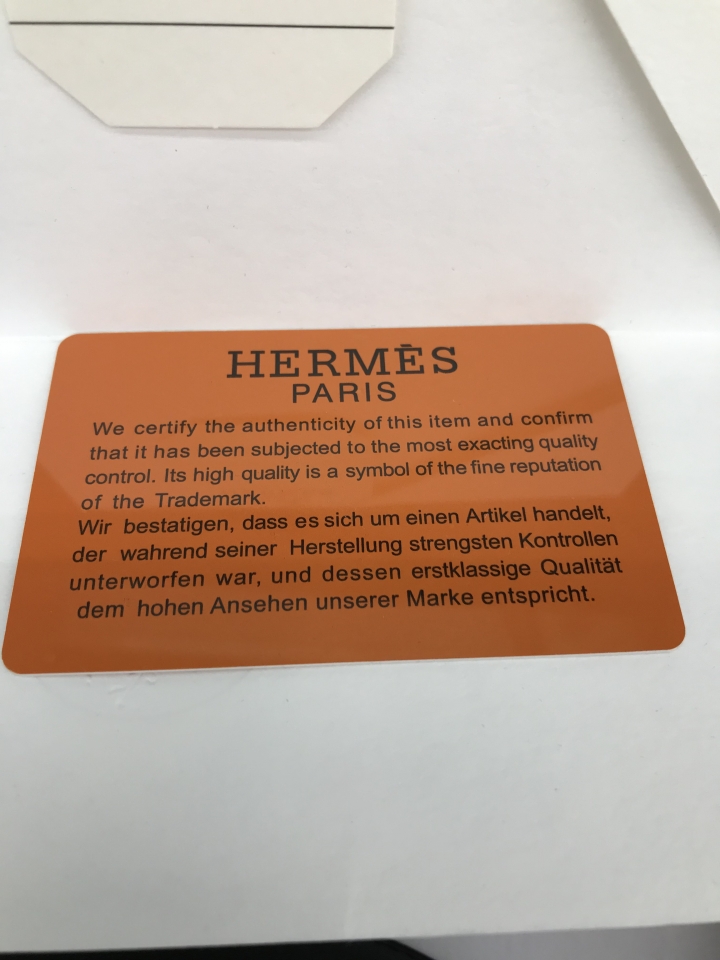 HERMÈS
PARIS
We certify the authenticity of this item and confirm
that it has been subjected to the most exacting quality
control. Its high quality is a symbol of the fine reputation
of the Trademark.
Wir bestatigen, dass es sich um einen Artikel handelt,
der wahrend seiner Herstellung strengsten Kontrollen
unterworfen war, und dessen erstklassige Qualität
dem hohen Ansehen unserer Marke entspricht.